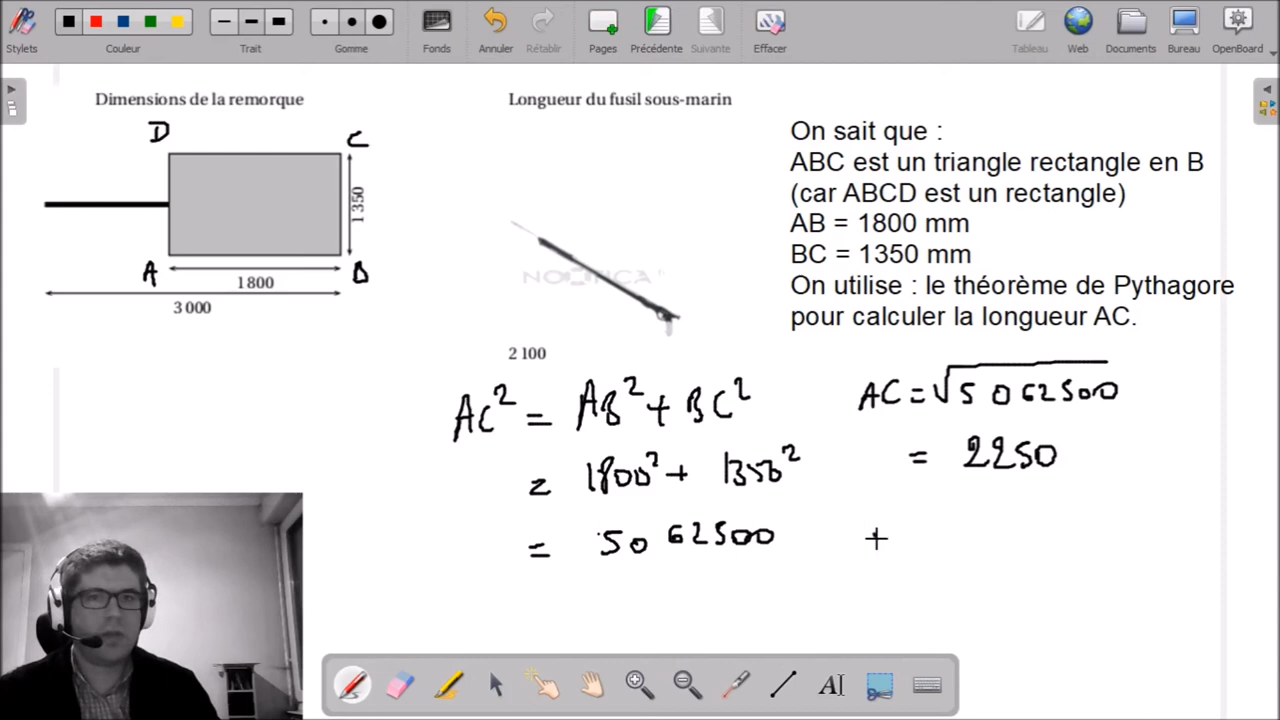 Stylets
Couleur
Trait
Gomme
Fonds
Annuler
Rétablir
Pages
Précédente
Suivante
Effacer
Tableau
Web
Documents
Bureau
OpenBoard
Dimensions de la remorque
D
C
1 350
A
B
1 800
3 000
Longueur du fusil sous-marin
2 100
On sait que :
ABC est un triangle rectangle en B
(car ABCD est un rectangle)
AB = 1800 mm
BC = 1350 mm
On utilise : le théorème de Pythagore
pour calculer la longueur AC.
AC² = AB² + BC²
= 1800² + 1350²
= 5062500
AC = √5062500
= 2250